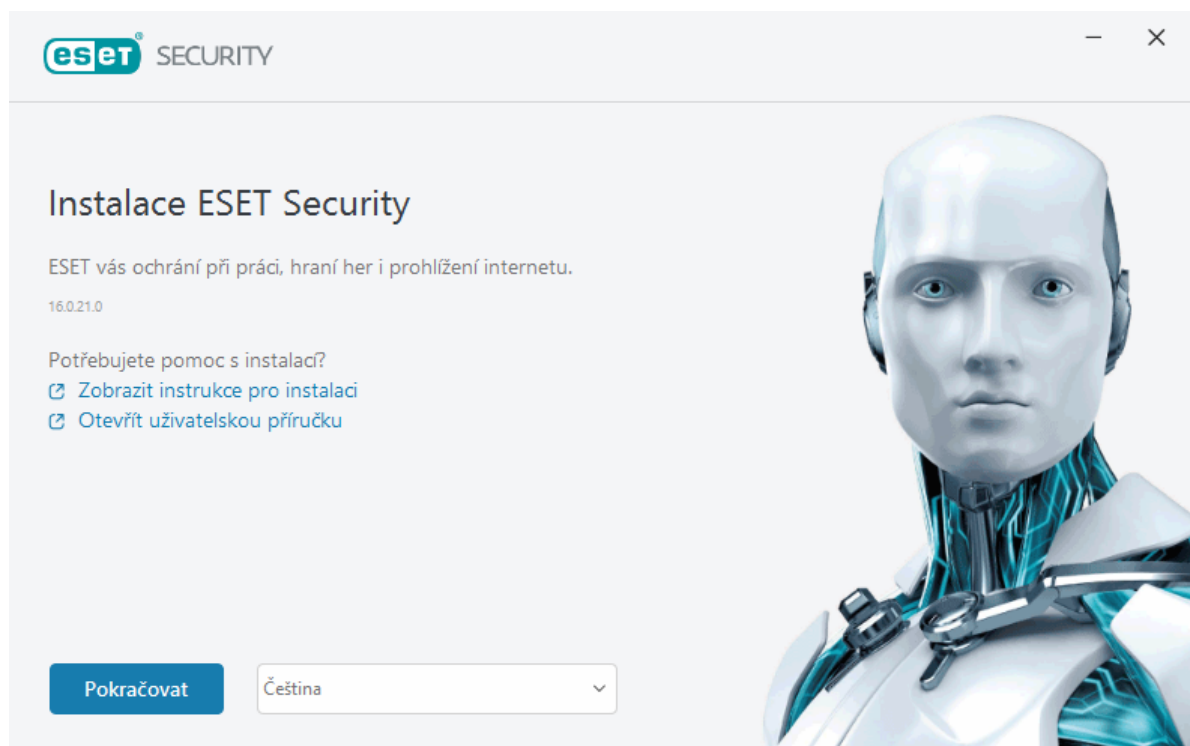 eset® SECURITY
Instalace ESET Security
ESET vás ochrání při práci, hraní her i prohlížení internetu.
16.0.21.0
Potřebujete pomoc s instalací?
Zobrazit instrukce pro instalaci
Otevřít uživatelskou příručku
Pokračovat
Čeština